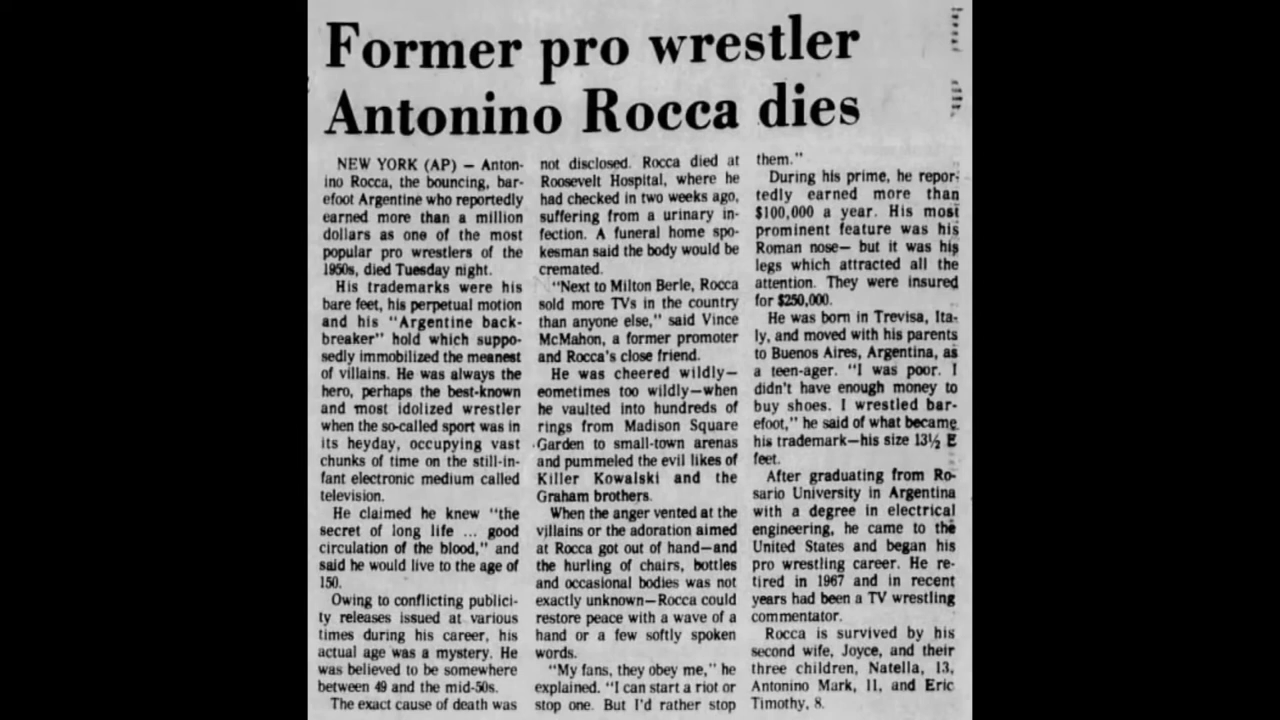 Former pro wrestler
Antonino Rocca dies
NEW YORK (AP) — Anton-
ino Rocca, the bouncing, bar-
efoot Argentine who reportedly
earned more than a million
dollars as one of the most
popular pro wrestlers of the
1950s, died Tuesday night.
His trademarks were his
bare feet, his perpetual motion
and his "Argentine back-
breaker" hold which suppo-
sedly immobilized the meanest
of villains. He was always the
hero, perhaps the best-known
and most idolized wrestler
when the so-called sport was in
its heyday, occupying vast
chunks of time on the still-in-
fant electronic medium called
television.
He claimed he knew "the
secret of long life ... good
circulation of the blood," and
said he would live to the age of
150.
Owing to conflicting publici-
ty releases issued at various
times during his career, his
actual age was a mystery. He
was believed to be somewhere
between 49 and the mid-50s.
The exact cause of death was
not disclosed. Rocca died at
Roosevelt Hospital, where he
had checked in two weeks ago,
suffering from a urinary in-
fection. A funeral home spo-
kesman said the body would be
cremated.
"Next to Milton Berle, Rocca
sold more TVs in the country
than anyone else," said Vince
McMahon, a former promoter
and Rocca's close friend.
He was cheered wildly—
eometimes too wildly—when
he vaulted into hundreds of
rings from Madison Square
Garden to small-town arenas
and pummeled the evil likes of
Killer Kowalski and the
Graham brothers.
When the anger vented at the
villains or the adoration aimed
at Rocca got out of hand—and
the hurling of chairs, bottles
and occasional bodies was not
exactly unknown—Rocca could
restore peace with a wave of a
hand or a few softly spoken
words.
"My fans, they obey me," he
explained. "I can start a riot or
stop one. But I'd rather stop
them."
During his prime, he repor-
tedly earned more than
$100,000 a year. His most
prominent feature was his
Roman nose— but it was his
legs which attracted all the
attention. They were insured
for $250,000.
He was born in Trevisa, Ita-
ly, and moved with his parents
to Buenos Aires, Argentina, as
a teen-ager. "I was poor. I
didn't have enough money to
buy shoes. I wrestled bar-
efoot," he said of what became
his trademark—his size 13½ E
feet.
After graduating from Ro-
sario University in Argentina
with a degree in electrical
engineering, he came to the
United States and began his
pro wrestling career. He re-
tired in 1967 and in recent
years had been a TV wrestling
commentator.
Rocca is survived by his
second wife, Joyce, and their
three children, Natella, 13,
Antonino Mark, 11, and Eric
Timothy, 8.